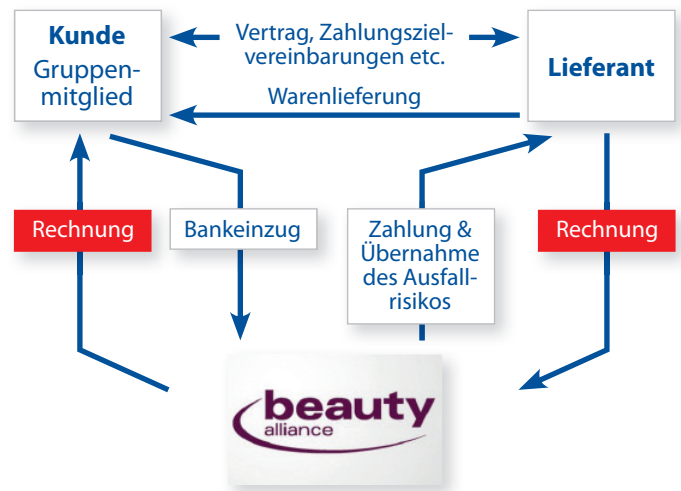 Kunde
Gruppen-
mitglied
Vertrag, Zahlungsziel-
vereinbarungen etc.
Lieferant
Warenlieferung
Rechnung
Bankeinzug
Zahlung &
Übernahme
des Ausfall-
risikos
Rechnung
beauty
alliance